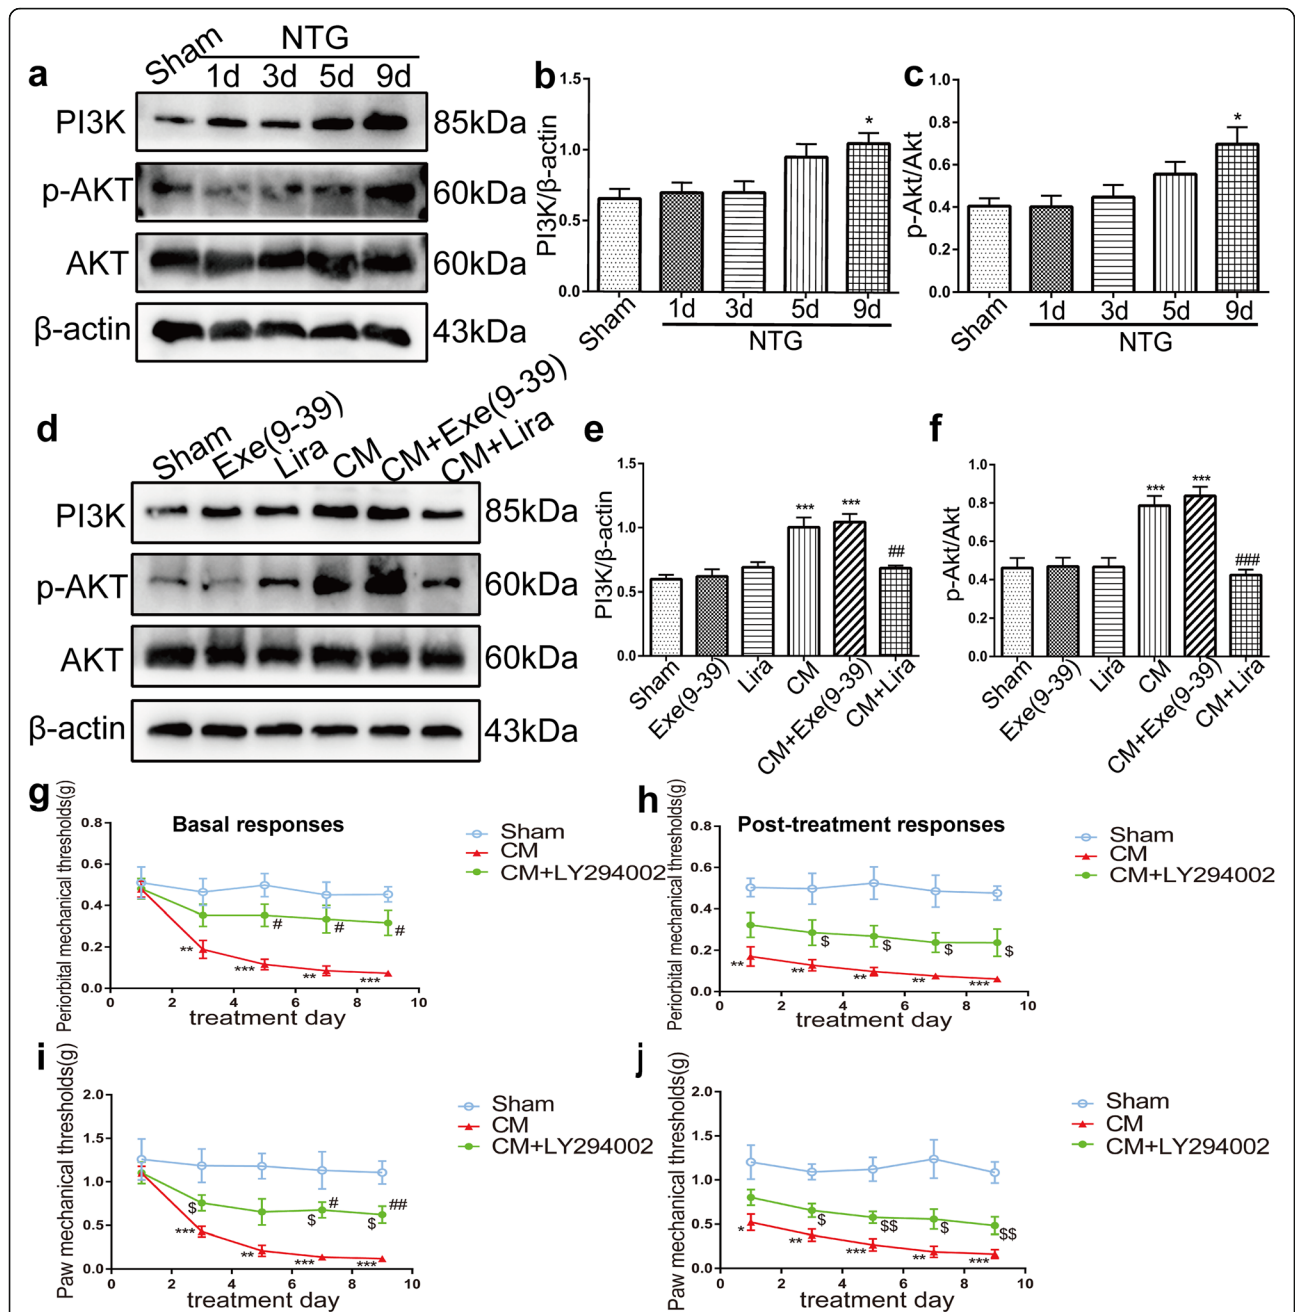 a
Sham
NTG
1d 3d 5d 9d
PI3K 85kDa
p-AKT 60kDa
AKT 60kDa
β-actin 43kDa
b
PI3K/β-actin
1.5
1.0
0.5
0.0
*
Sham 1d 3d 5d 9d
NTG
c
p-Akt/Akt
1.0
0.8
0.6
0.4
0.2
0.0
*
Sham 1d 3d 5d 9d
NTG
d
Sham Exe(9-39) Lira CM CM+Exe(9-39) CM+Lira
PI3K 85kDa
p-AKT 60kDa
AKT 60kDa
β-actin 43kDa
e
PI3K/β-actin
1.5
1.0
0.5
0.0
*** *** ##
Sham Exe(9-39) Lira CM CM+Exe(9-39) CM+Lira
f
p-Akt/Akt
1.0
0.8
0.6
0.4
0.2
0.0
*** *** ###
Sham Exe(9-39) Lira CM CM+Exe(9-39) CM+Lira
g
Periorbital mechanical thresholds(g)
Basal responses
0.8
0.6
0.4
0.2
0.0
# # #
** *** ** ***
0 2 4 6 8 10
treatment day
Sham
CM
CM+LY294002
h
Periorbital mechanical thresholds(g)
Post-treatment responses
0.8
0.6
0.4
0.2
0.0
$ $ $ $
** ** ** ** ***
0 2 4 6 8 10
treatment day
Sham
CM
CM+LY294002
i
Paw mechanical thresholds(g)
2.0
1.5
1.0
0.5
0.0
# ##
$ $ $
*** ** *** ***
0 2 4 6 8 10
treatment day
Sham
CM
CM+LY294002
j
Paw mechanical thresholds(g)
2.0
1.5
1.0
0.5
0.0
$ $$ $ $$
* ** *** ** ***
0 2 4 6 8 10
treatment day
Sham
CM
CM+LY294002